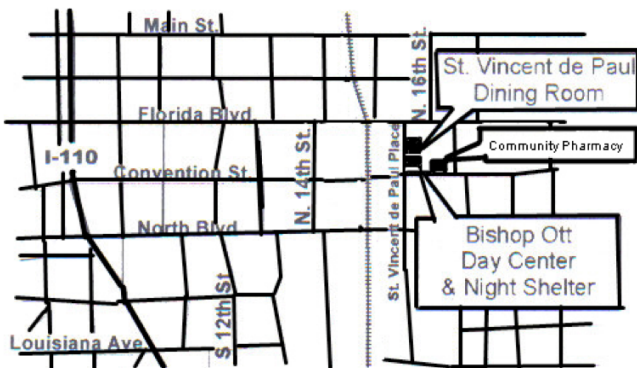 Main St.
N. 16th St.
St. Vincent de Paul
Dining Room
Florida Blvd.
Community Pharmacy
I-110
N. 14th St.
St. Vincent de Paul Place
Convention St.
North Blvd
Bishop Ott
Day Center
& Night Shelter
S 12th St
Louisiana Ave.